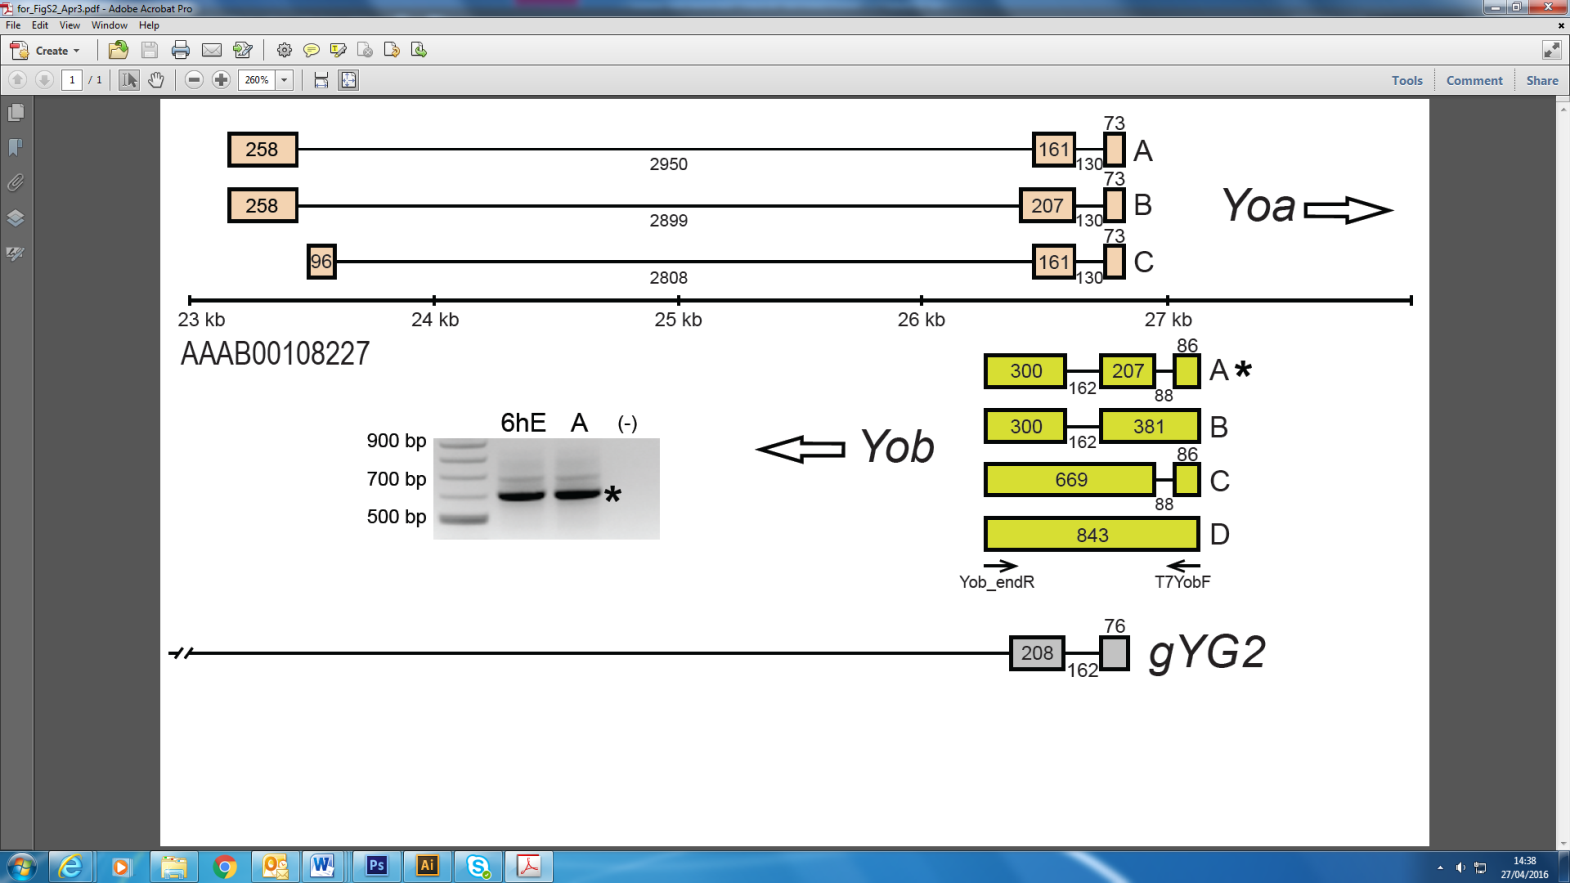 for_FigS2_Apr3.pdf - Adobe Acrobat Pro
File Edit View Window Help
Create
1 / 1 260% Tools Comment Share
73
258 161 A
2950 130
73
258 207 B
2899 130
Yoa
73
96 161 C
2808 130
23 kb 24 kb 25 kb 26 kb 27 kb
AAAB00108227
86
300 207 A *
162 88
300 381 B
162
86
669 C
88
843 D
Yob_endR T7YobF
Yob
6hE A (-)
900 bp
700 bp
*
500 bp
76
208 gYG2
162
Ps Ai
14:38
27/04/2016